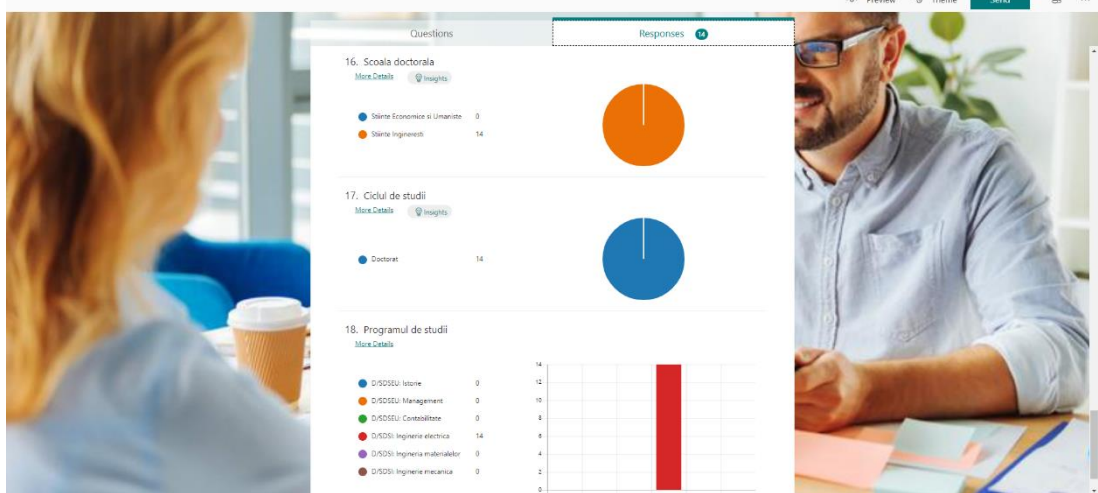 Preview
Theme
Send
Questions
Responses 14
16. Scoala doctorala
More Details
Insights
Stiinte Economice si Umaniste 0
Stiinte Ingineresti 14
17. Ciclul de studii
More Details
Insights
Doctorat 14
18. Programul de studii
More Details
D/SDSEU: Istorie 0
D/SDSEU: Management 0
D/SDSEU: Contabilitate 0
D/SDSI: Inginerie electrica 14
D/SDSI: Ingineria materialelor 0
D/SDSI: Inginerie mecanica 0
14
12
10
8
6
4
2
0